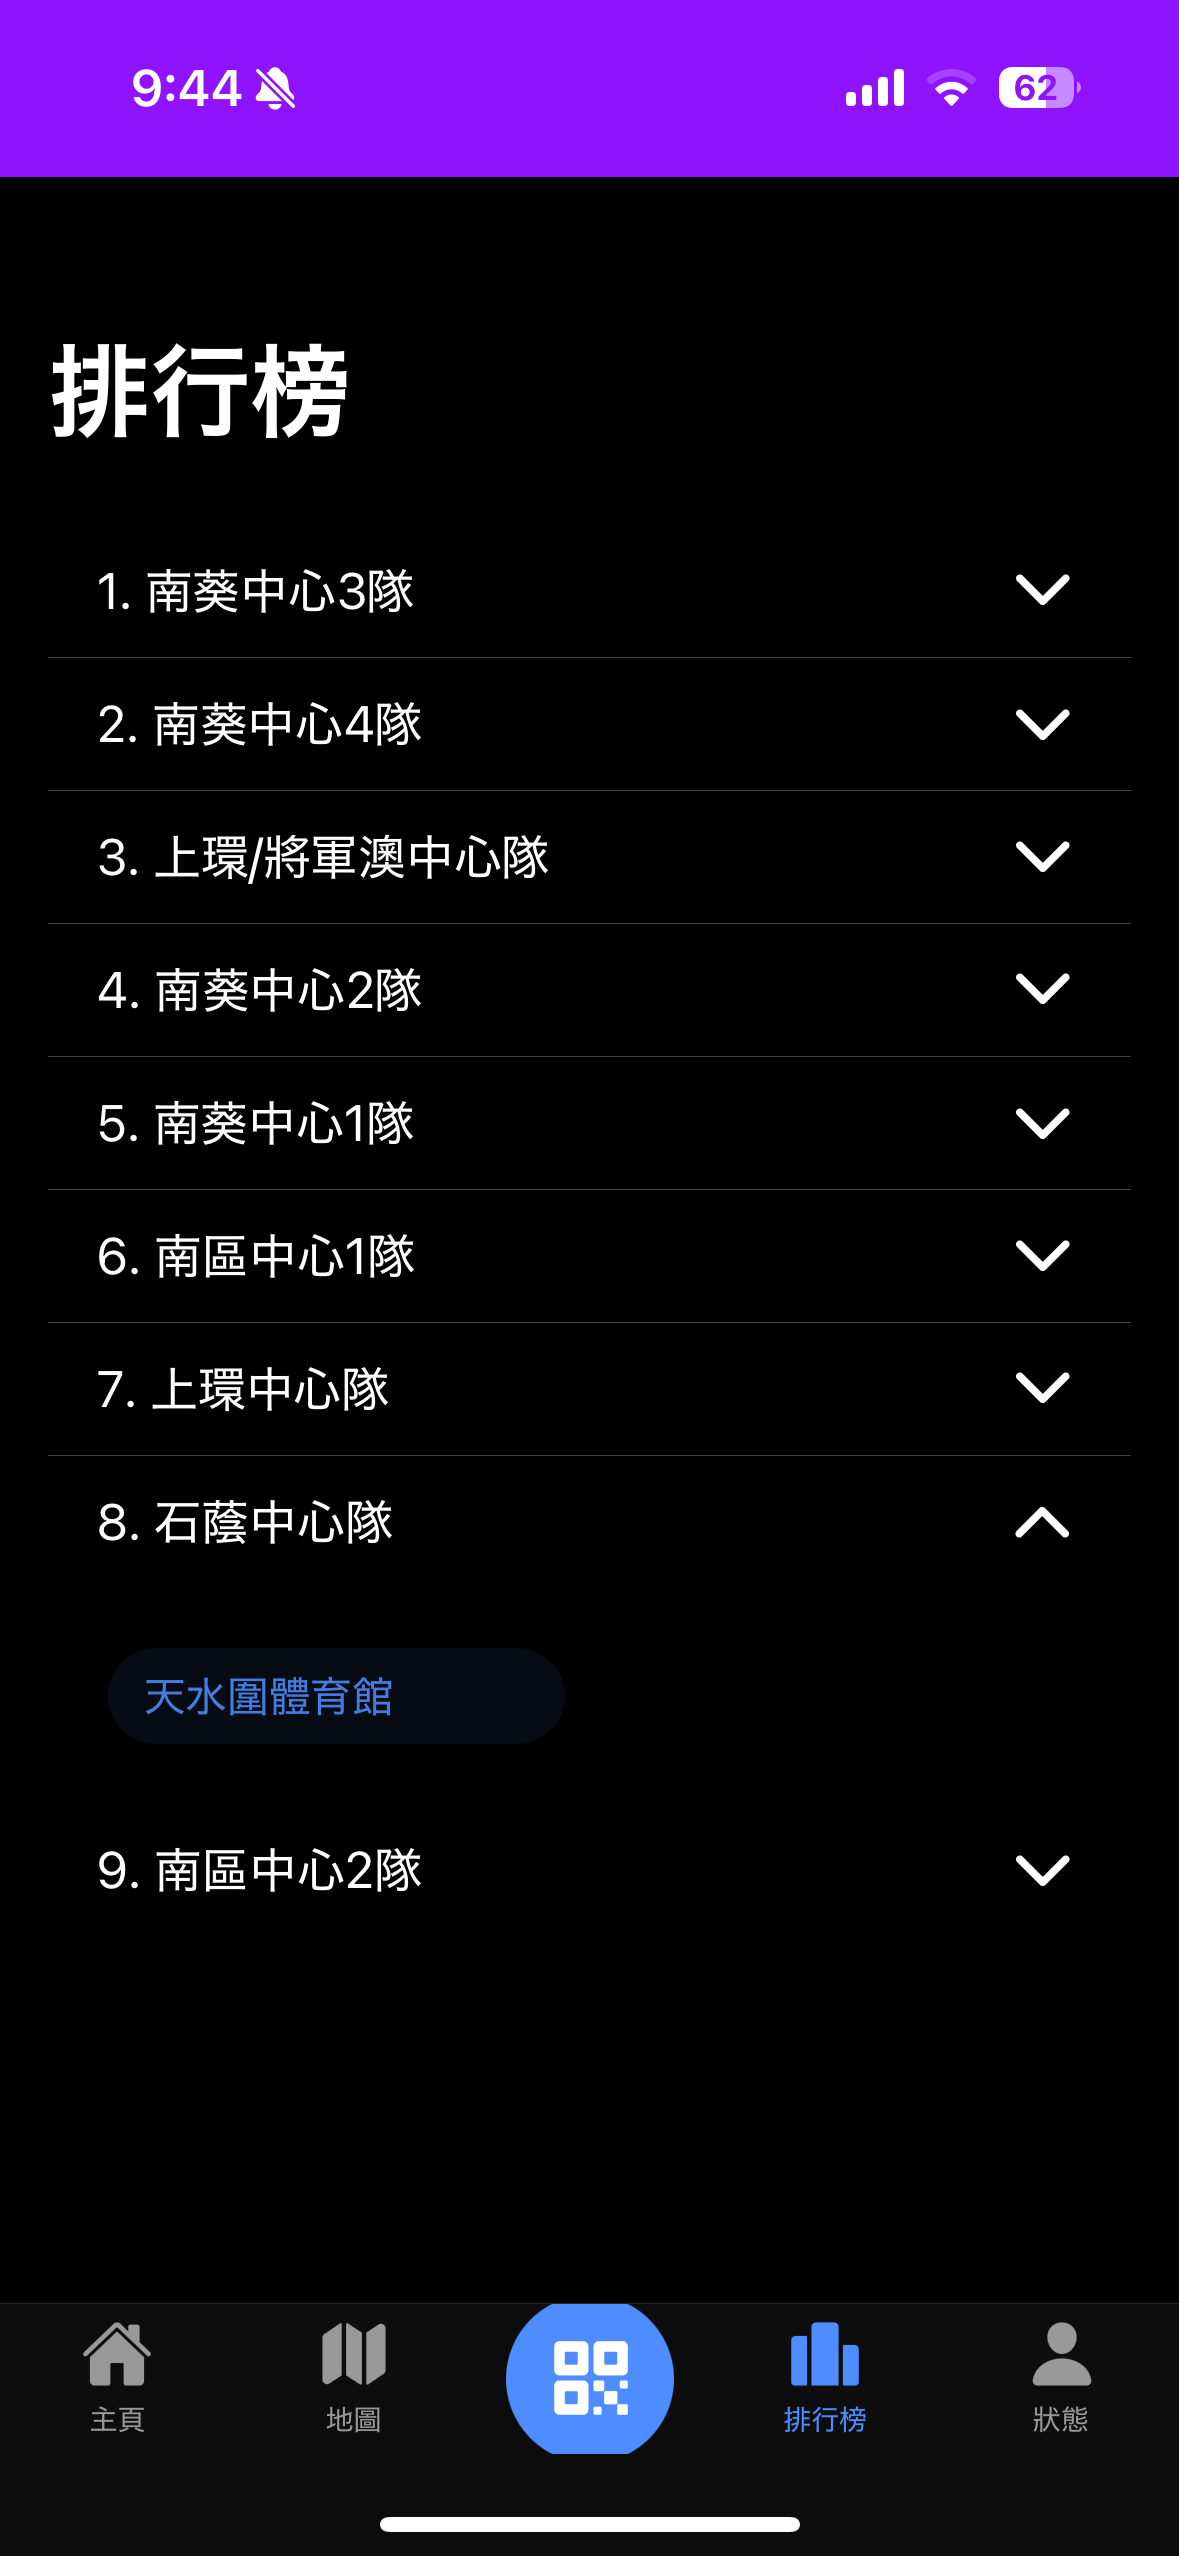 9:44
62
排行榜
1. 南葵中心3隊
2. 南葵中心4隊
3. 上環/將軍澳中心隊
4. 南葵中心2隊
5. 南葵中心1隊
6. 南區中心1隊
7. 上環中心隊
8. 石蔭中心隊
天水圍體育館
9. 南區中心2隊
主頁 地圖 排行榜 狀態